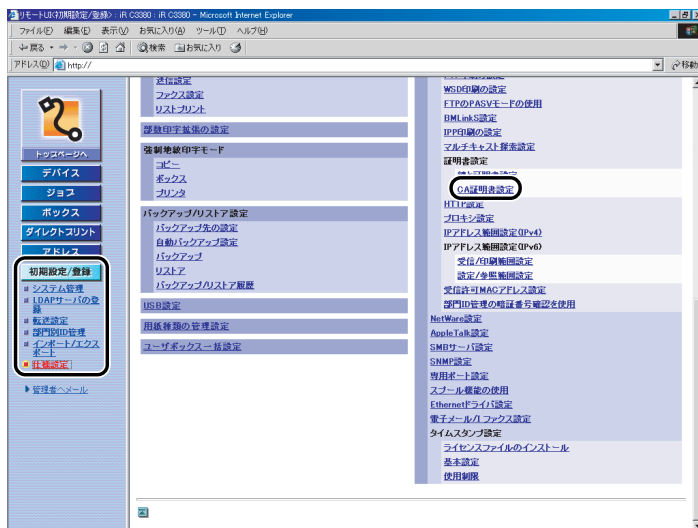 リモートUI<初期設定/登録> : iR C3380 : iR C3380 - Microsoft Internet Explorer
ファイル(F) 編集(E) 表示(V) お気に入り(A) ツール(T) ヘルプ(H)
戻る 検索 お気に入り
アドレス(D) http:// 移動
トップページへ
デバイス
ジョブ
ボックス
ダイレクトプリント
アドレス
初期設定/登録
システム管理
LDAPサーバの登
録
転送設定
部門別ID管理
インポート/エクス
ポート
仕様設定
管理者へメール
送信設定
ファクス設定
リストプリント
部数印字拡張の設定
強制地紋印字モード
コピー
ボックス
プリンタ
バックアップ/リストア設定
バックアップ先の設定
自動バックアップ設定
バックアップ
リストア
バックアップ/リストア履歴
USB設定
用紙種類の管理設定
ユーザボックス一括設定
WSD印刷の設定
FTPのPASVモードの使用
BMLinkS設定
IPP印刷の設定
マルチキャスト探索設定
証明書設定
CA証明書設定
HTTP設定
プロキシ設定
IPアドレス範囲設定(IPv4)
IPアドレス範囲設定(IPv6)
受信/印刷範囲設定
設定/参照範囲設定
受信許可MACアドレス設定
部門ID管理の暗証番号確認を使用
NetWare設定
AppleTalk設定
SMBサーバ設定
SNMP設定
専用ポート設定
スプール機能の使用
Ethernetドライバ設定
電子メール/I ファクス設定
タイムスタンプ設定
ライセンスファイルのインストール
基本設定
使用制限